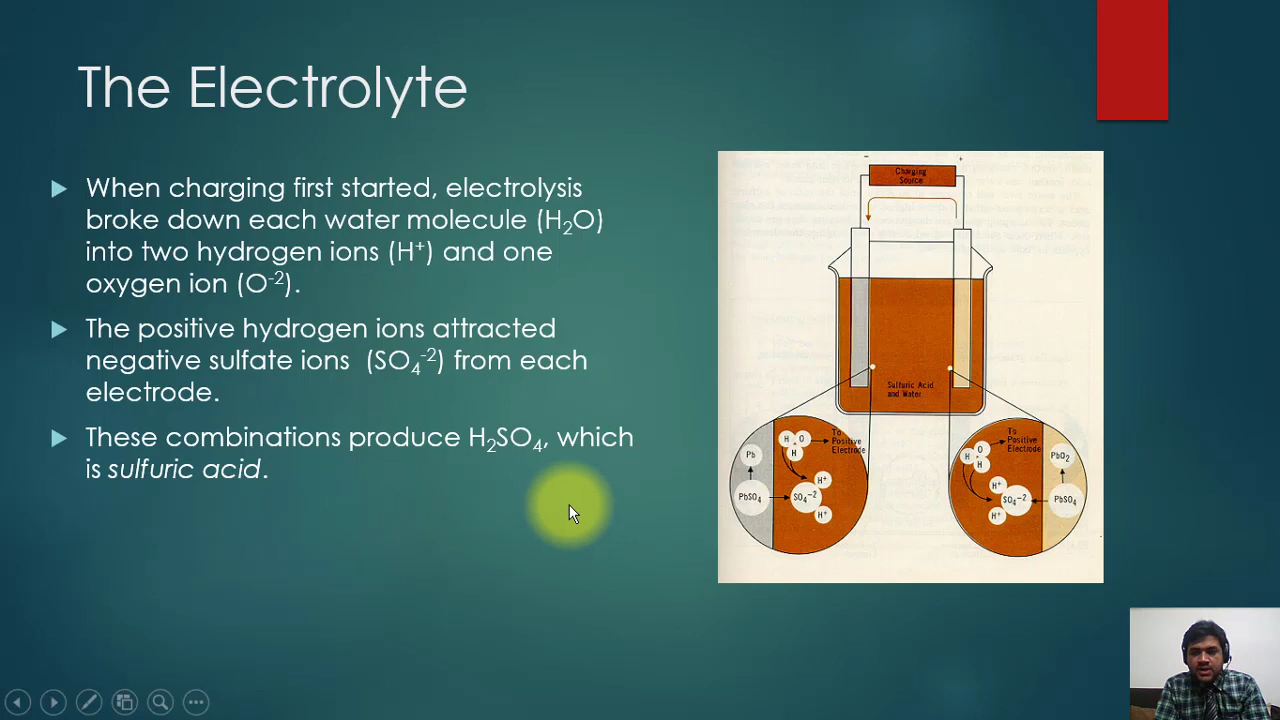 The Electrolyte
When charging first started, electrolysis
broke down each water molecule (H₂O)
into two hydrogen ions (H⁺) and one
oxygen ion (O⁻²).
The positive hydrogen ions attracted
negative sulfate ions (SO₄⁻²) from each
electrode.
These combinations produce H₂SO₄, which
is sulfuric acid.
− +
Charging
Source
Sulfuric Acid
and Water
H O
H
To
Positive
Electrode
Pb
H⁺
PbSO₄
SO₄⁻²
H⁺
O
H
H
To
Positive
Electrode
PbO₂
H⁺
SO₄⁻²
PbSO₄
H⁺